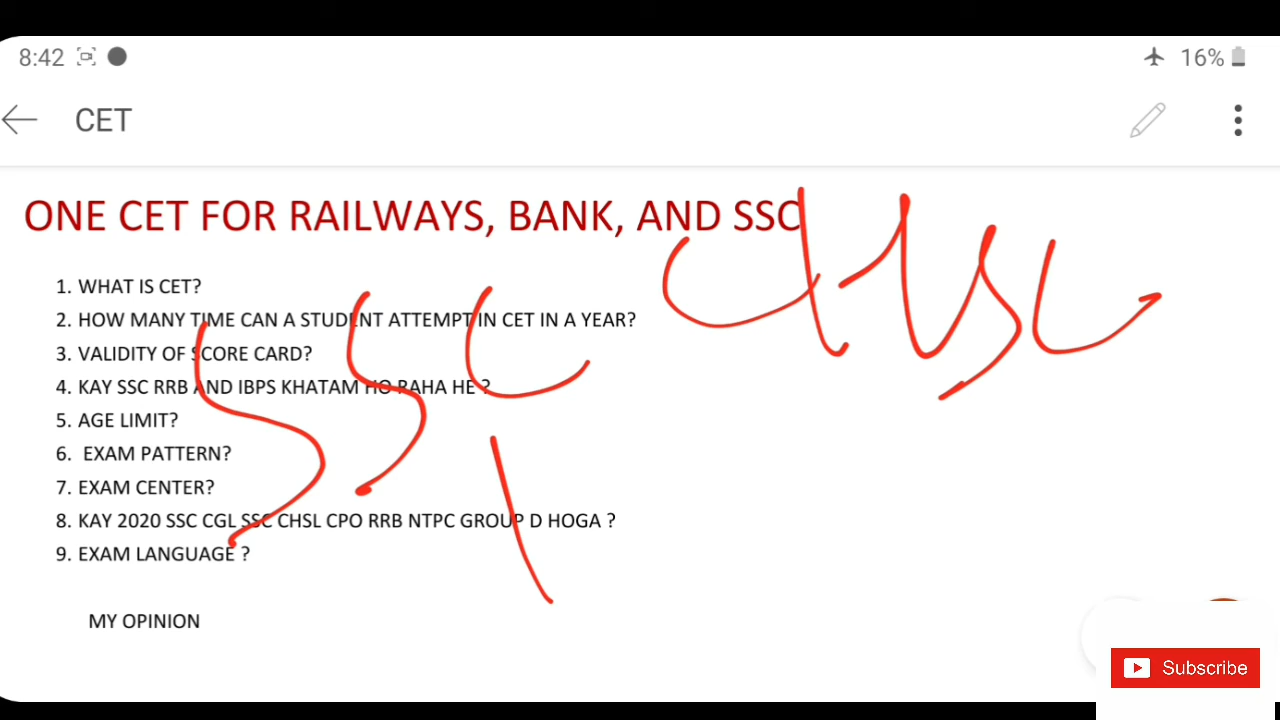 8:42 16%
CET
ONE CET FOR RAILWAYS, BANK, AND SSC
1. WHAT IS CET?
2. HOW MANY TIME CAN A STUDENT ATTEMPT IN CET IN A YEAR?
3. VALIDITY OF SCORE CARD?
4. KAY SSC RRB AND IBPS KHATAM HO RAHA HE ?
5. AGE LIMIT?
6. EXAM PATTERN?
7. EXAM CENTER?
8. KAY 2020 SSC CGL SSC CHSL CPO RRB NTPC GROUP D HOGA ?
9. EXAM LANGUAGE ?
MY OPINION
SSC
Subscribe